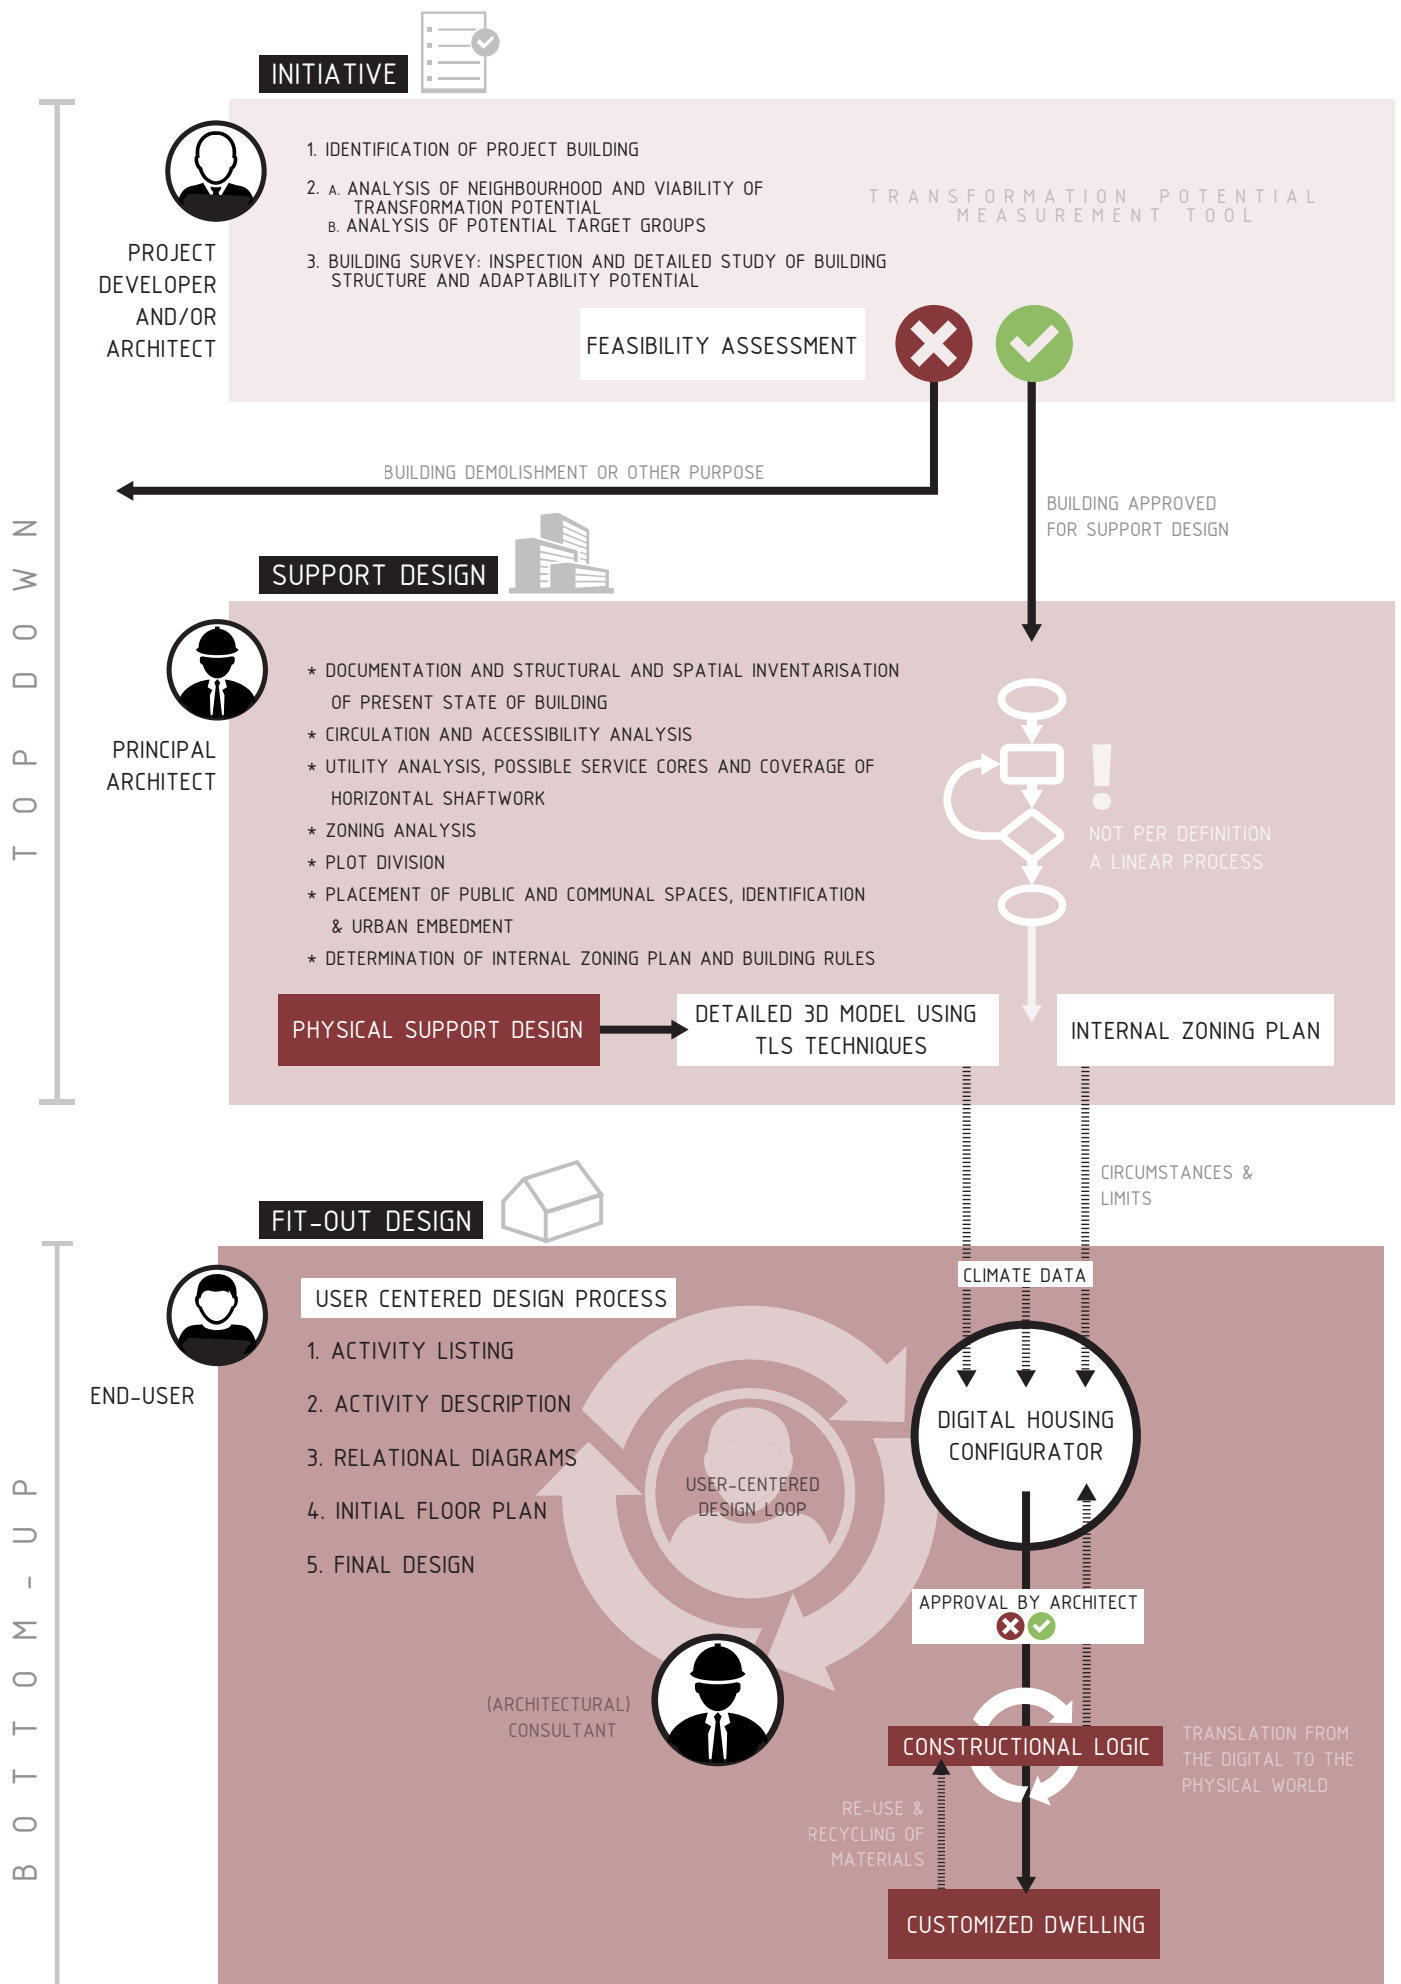 INITIATIVE
1. IDENTIFICATION OF PROJECT BUILDING
2. A. ANALYSIS OF NEIGHBOURHOOD AND VIABILITY OF
TRANSFORMATION POTENTIAL
B. ANALYSIS OF POTENTIAL TARGET GROUPS
3. BUILDING SURVEY: INSPECTION AND DETAILED STUDY OF BUILDING
STRUCTURE AND ADAPTABILITY POTENTIAL
TRANSFORMATION POTENTIAL
MEASUREMENT TOOL
PROJECT
DEVELOPER
AND/OR
ARCHITECT
FEASIBILITY ASSESSMENT
BUILDING DEMOLISHMENT OR OTHER PURPOSE
BUILDING APPROVED
FOR SUPPORT DESIGN
TOP DOWN
SUPPORT DESIGN
PRINCIPAL
ARCHITECT
* DOCUMENTATION AND STRUCTURAL AND SPATIAL INVENTARISATION
OF PRESENT STATE OF BUILDING
* CIRCULATION AND ACCESSIBILITY ANALYSIS
* UTILITY ANALYSIS, POSSIBLE SERVICE CORES AND COVERAGE OF
HORIZONTAL SHAFTWORK
* ZONING ANALYSIS
* PLOT DIVISION
* PLACEMENT OF PUBLIC AND COMMUNAL SPACES, IDENTIFICATION
& URBAN EMBEDMENT
* DETERMINATION OF INTERNAL ZONING PLAN AND BUILDING RULES
!
NOT PER DEFINITION
A LINEAR PROCESS
PHYSICAL SUPPORT DESIGN
DETAILED 3D MODEL USING
TLS TECHNIQUES
INTERNAL ZONING PLAN
CIRCUMSTANCES &
LIMITS
BOTTOM-UP
FIT-OUT DESIGN
END-USER
USER CENTERED DESIGN PROCESS
1. ACTIVITY LISTING
2. ACTIVITY DESCRIPTION
3. RELATIONAL DIAGRAMS
4. INITIAL FLOOR PLAN
5. FINAL DESIGN
USER-CENTERED
DESIGN LOOP
(ARCHITECTURAL)
CONSULTANT
CLIMATE DATA
DIGITAL HOUSING
CONFIGURATOR
APPROVAL BY ARCHITECT
CONSTRUCTIONAL LOGIC
TRANSLATION FROM
THE DIGITAL TO THE
PHYSICAL WORLD
RE-USE &
RECYCLING OF
MATERIALS
CUSTOMIZED DWELLING